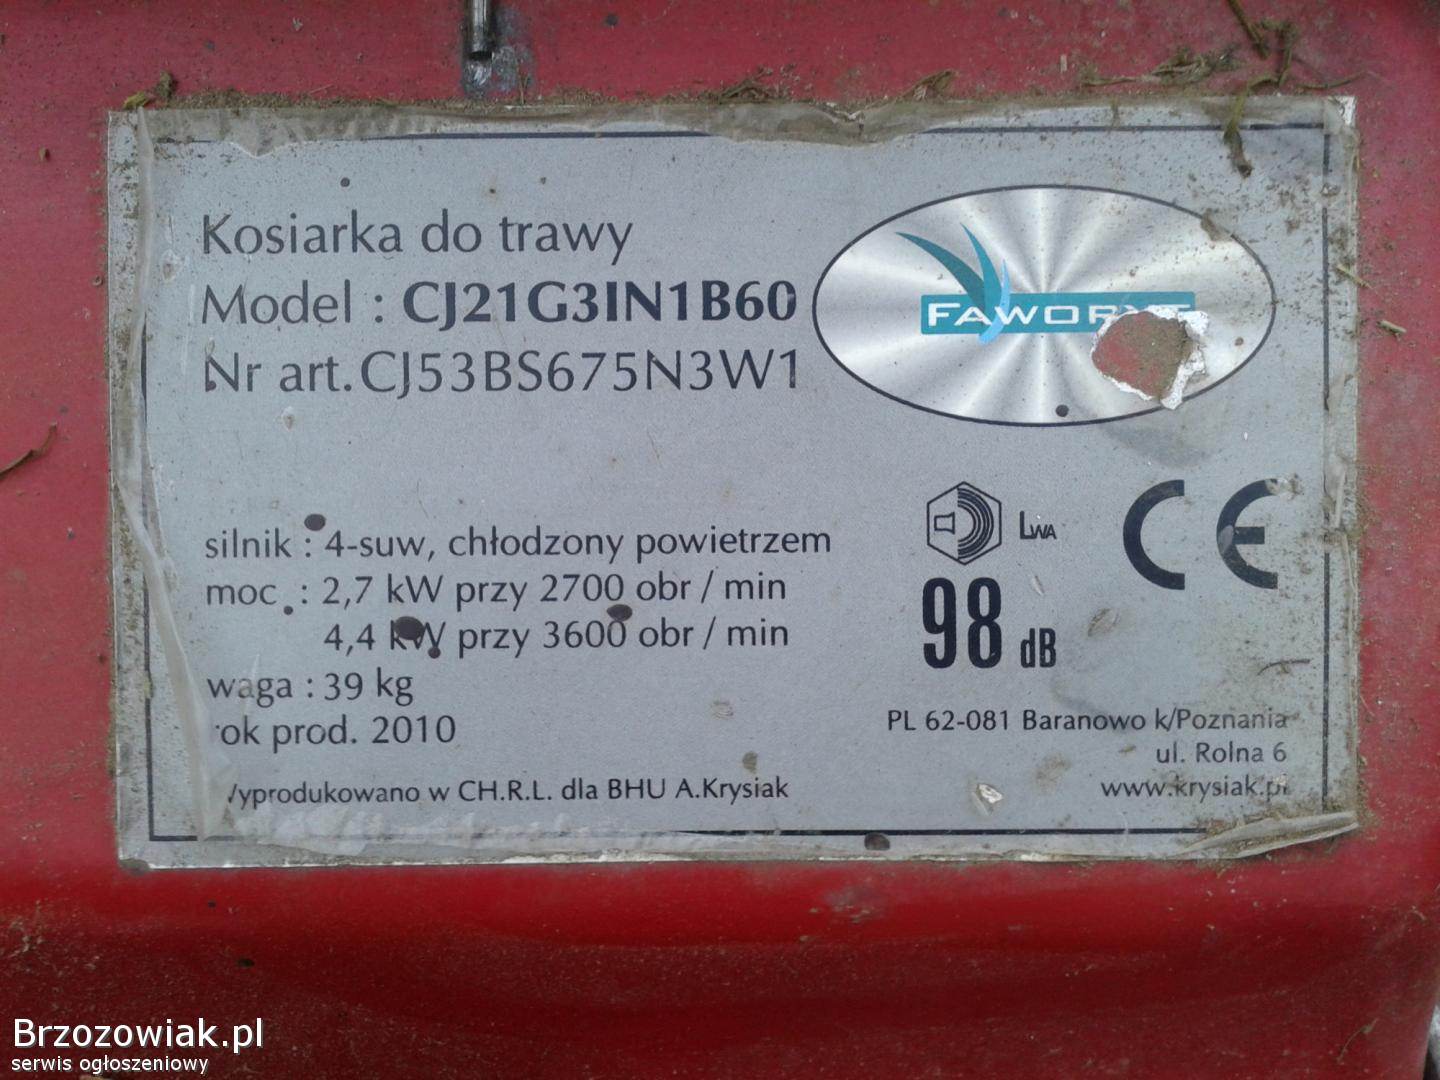 Kosiarka do trawy
Model : CJ21G3IN1B60
Nr art.CJ53BS675N3W1
FAWORYT
silnik : 4-suw, chłodzony powietrzem
moc : 2,7 kW przy 2700 obr / min
4,4 kW przy 3600 obr / min
waga : 39 kg
rok prod. 2010
Wyprodukowano w CH.R.L. dla BHU A.Krysiak
LWA
98 dB
CE
PL 62-081 Baranowo k/Poznania
ul. Rolna 6
www.krysiak.pl
Brzozowiak.pl
serwis ogłoszeniowy